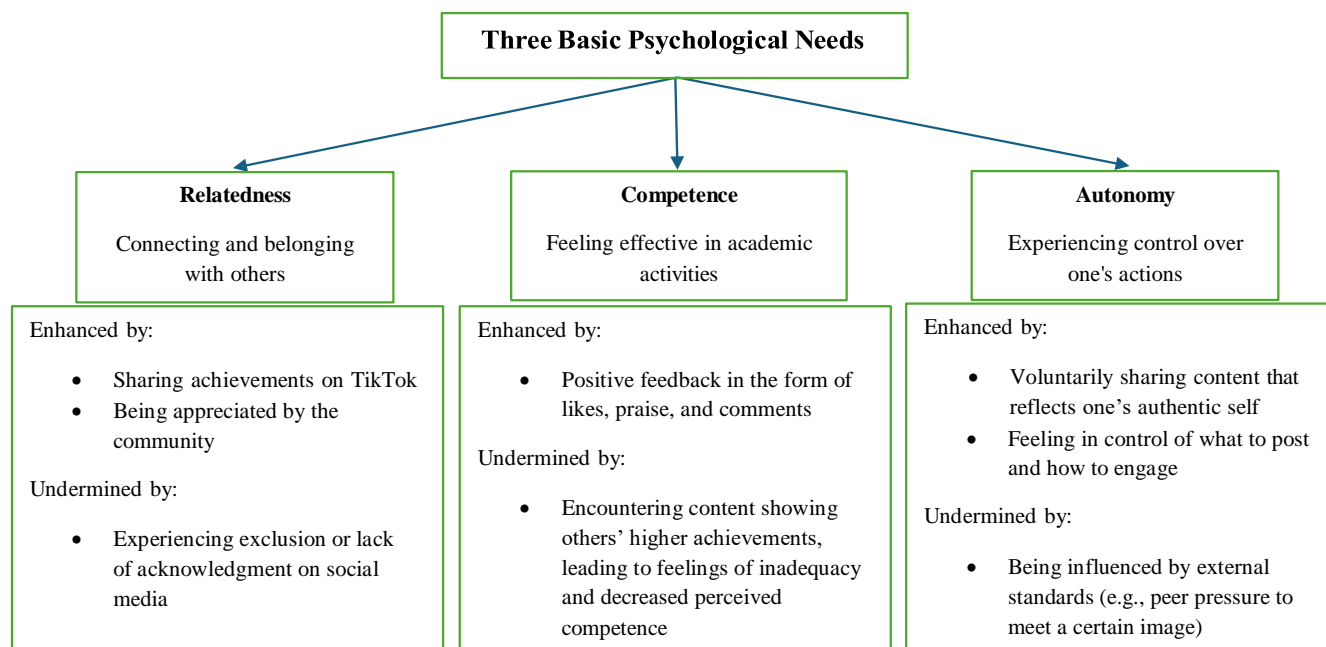 Three Basic Psychological Needs
Relatedness
Connecting and belonging
with others
Enhanced by:
• Sharing achievements on TikTok
• Being appreciated by the
community
Undermined by:
• Experiencing exclusion or lack
of acknowledgment on social
media
Competence
Feeling effective in academic
activities
Enhanced by:
• Positive feedback in the form of
likes, praise, and comments
Undermined by:
• Encountering content showing
others’ higher achievements,
leading to feelings of inadequacy
and decreased perceived
competence
Autonomy
Experiencing control over
one's actions
Enhanced by:
• Voluntarily sharing content that
reflects one’s authentic self
• Feeling in control of what to post
and how to engage
Undermined by:
• Being influenced by external
standards (e.g., peer pressure to
meet a certain image)